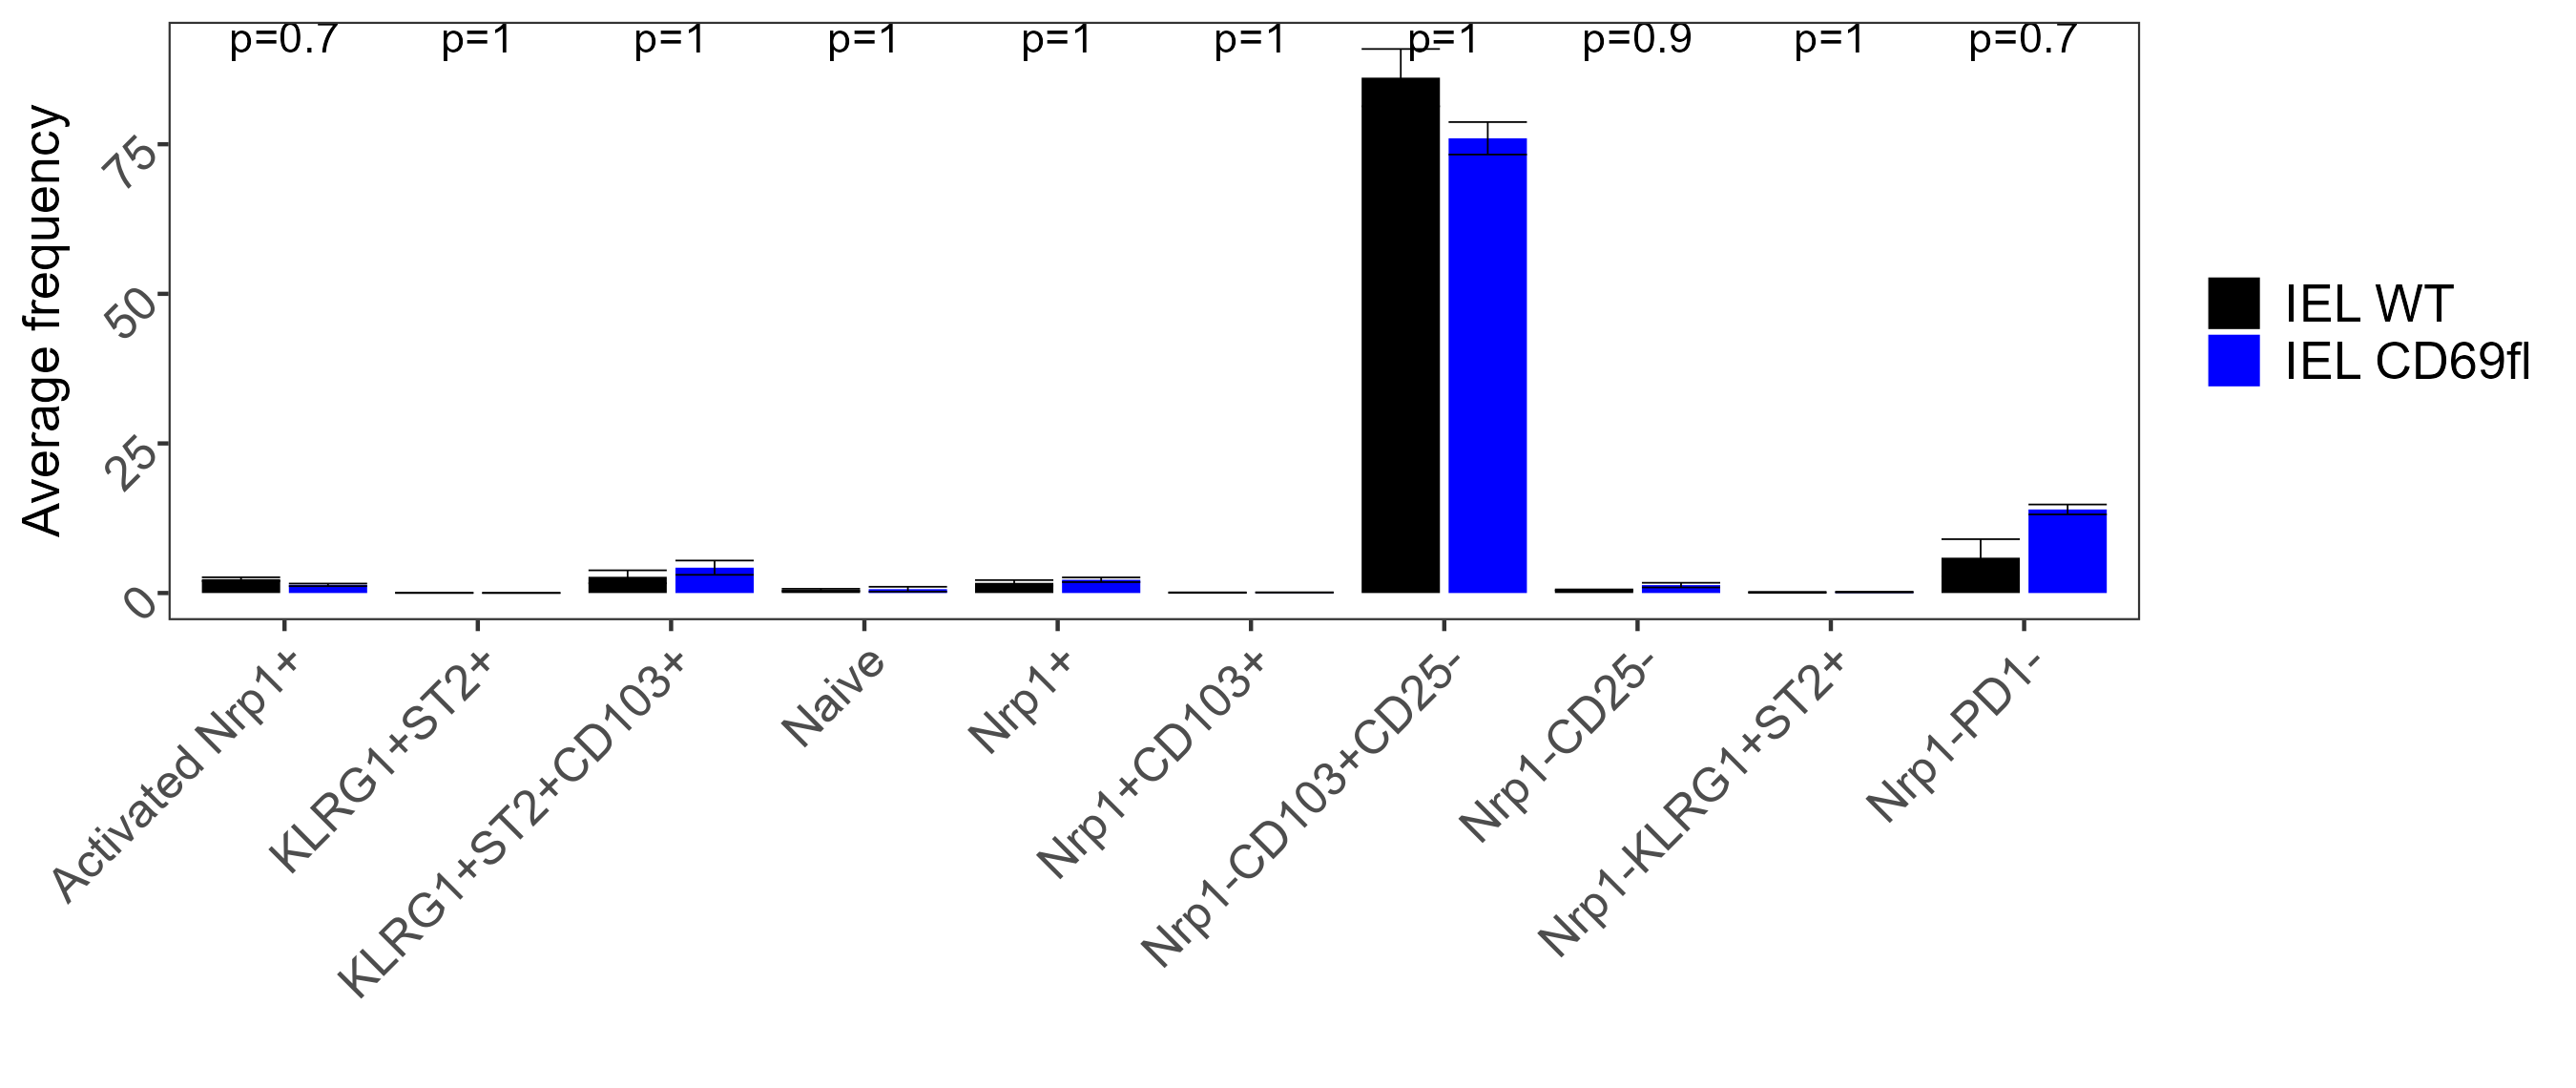 p=0.7 p=1 p=1 p=1 p=1 p=1 p=1 p=0.9 p=1 p=0.7
Average frequency
75
50
25
0
IEL WT
IEL CD69fl
Activated Nrp1+
KLRG1+ST2+
KLRG1+ST2+CD103+
Naive
Nrp1+
Nrp1+CD103+
Nrp1-CD103+CD25-
Nrp1-CD25-
Nrp1-KLRG1+ST2+
Nrp1-PD1-